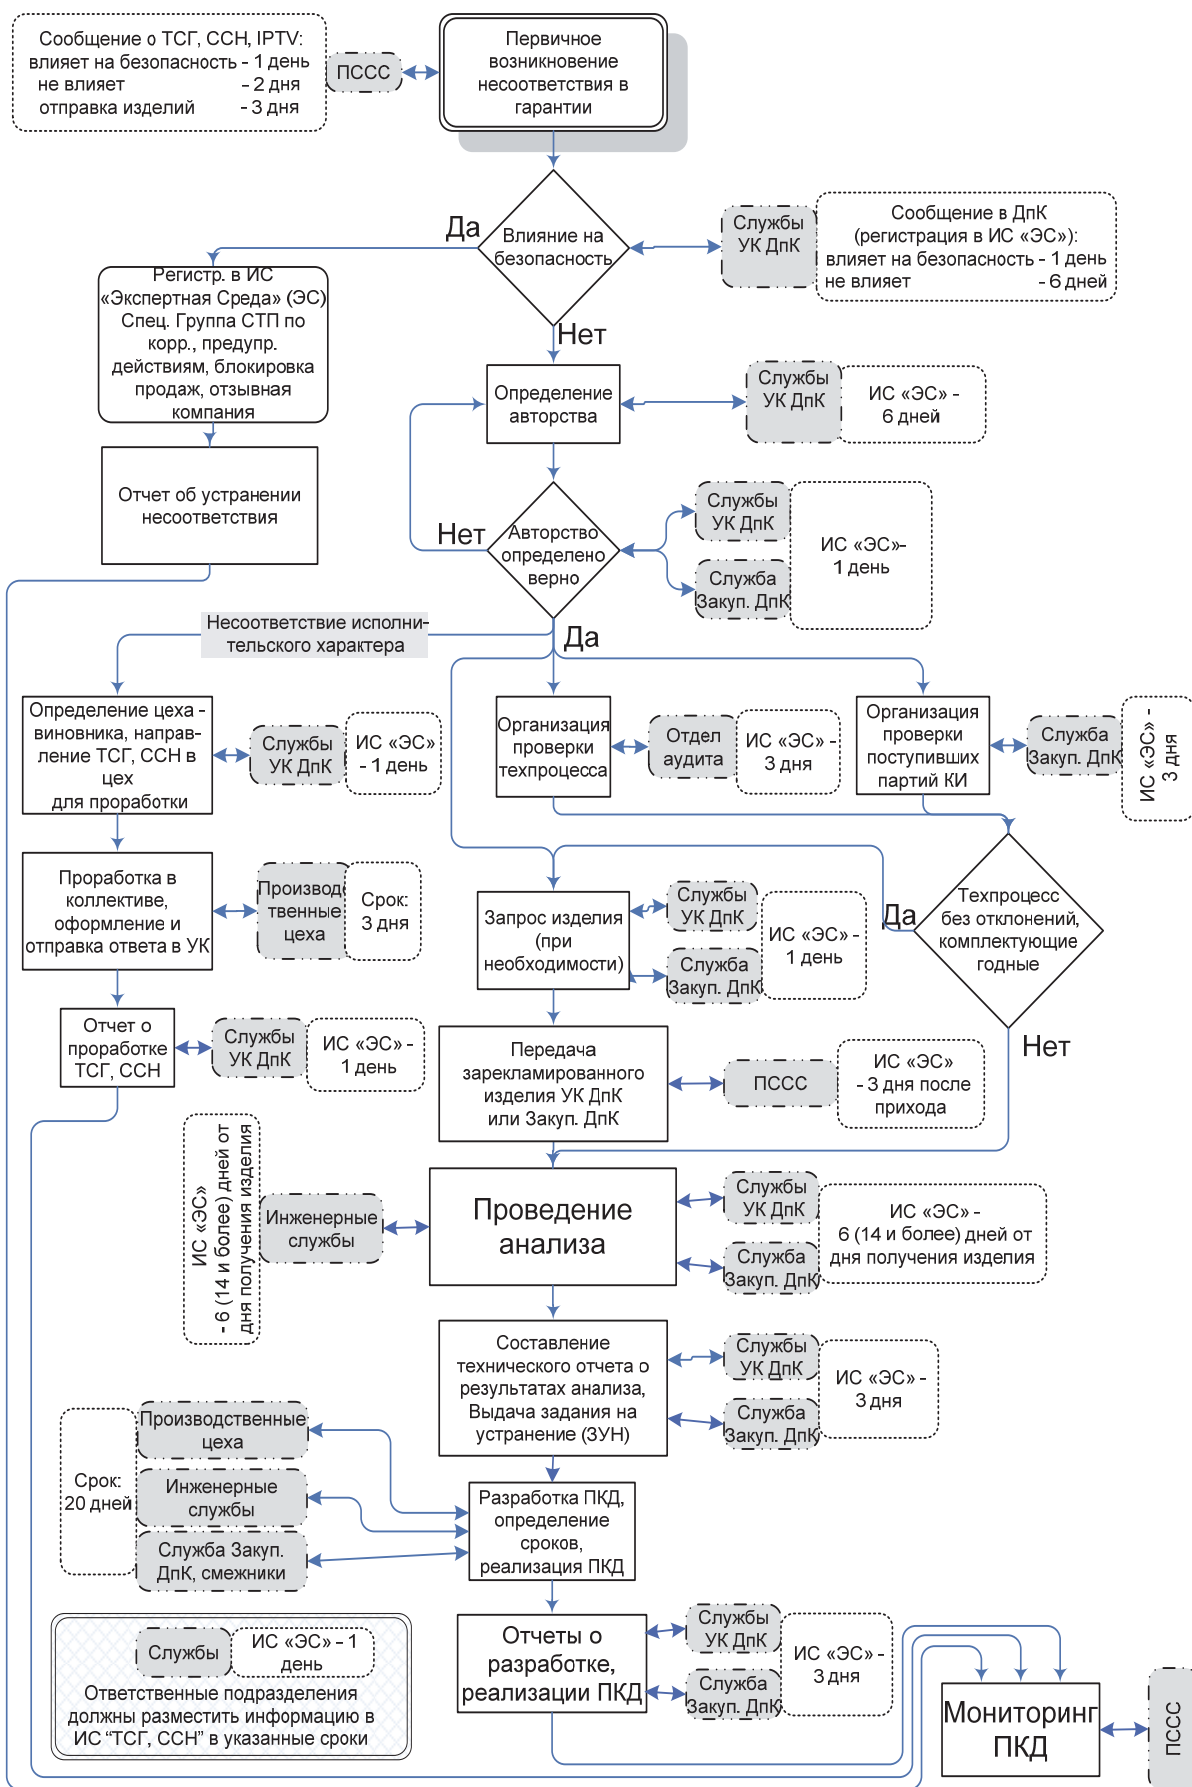 Сообщение о ТСГ, ССН, IPTV:
влияет на безопасность - 1 день
не влияет - 2 дня
отправка изделий - 3 дня
ПССС
Первичное
возникновение
несоответствия в
гарантии
Да
Влияние на
безопасность
Службы
УК ДпК
Сообщение в ДпК
(регистрация в ИС «ЭС»):
влияет на безопасность - 1 день
не влияет - 6 дней
Регистр. в ИС
«Экспертная Среда» (ЭС)
Спец. Группа СТП по
корр., предупр.
действиям, блокировка
продаж, отзывная
компания
Нет
Определение
авторства
Службы
УК ДпК
ИС «ЭС» -
6 дней
Отчет об устранении
несоответствия
Нет
Авторство
определено
верно
Службы
УК ДпК
Служба
Закуп. ДпК
ИС «ЭС»-
1 день
Несоответствие исполни-
тельского характера
Да
Определение цеха -
виновника, направ-
ление ТСГ, ССН в
цех
для проработки
Службы
УК ДпК
ИС «ЭС»
- 1 день
Организация
проверки
техпроцесса
Отдел
аудита
ИС «ЭС» -
3 дня
Организация
проверки
поступивших
партий КИ
Служба
Закуп. ДпК
ИС «ЭС» -
3 дня
Проработка в
коллективе,
оформление и
отправка ответа в УК
Производ
твенные
цеха
Срок:
3 дня
Запрос изделия
(при
необходимости)
Службы
УК ДпК
Служба
Закуп. ДпК
ИС «ЭС» -
1 день
Да
Техпроцесс
без отклонений,
комплектующие
годные
Нет
Отчет о
проработке
ТСГ, ССН
Службы
УК ДпК
ИС «ЭС» -
1 день
Передача
зарекламированного
изделия УК ДпК
или Закуп. ДпК
ПССС
ИС «ЭС»
- 3 дня после
прихода
ИС «ЭС»
- 6 (14 и более) дней от
дня получения изделия
Инженерные
службы
Проведение
анализа
Службы
УК ДпК
Служба
Закуп. ДпК
ИС «ЭС» -
6 (14 и более) дней от
дня получения изделия
Составление
технического отчета о
результатах анализа,
Выдача задания на
устранение (ЗУН)
Службы
УК ДпК
Служба
Закуп. ДпК
ИС «ЭС» -
3 дня
Срок:
20 дней
Производственные
цеха
Инженерные
службы
Служба Закуп.
ДпК, смежники
Разработка ПКД,
определение
сроков,
реализация ПКД
Отчеты о
разработке,
реализации ПКД
Службы
УК ДпК
Служба
Закуп. ДпК
ИС «ЭС» -
3 дня
Службы
ИС «ЭС» - 1
день
Ответственные подразделения
должны разместить информацию в
ИС “ТСГ, ССН” в указанные сроки
Мониторинг
ПКД
ПССС